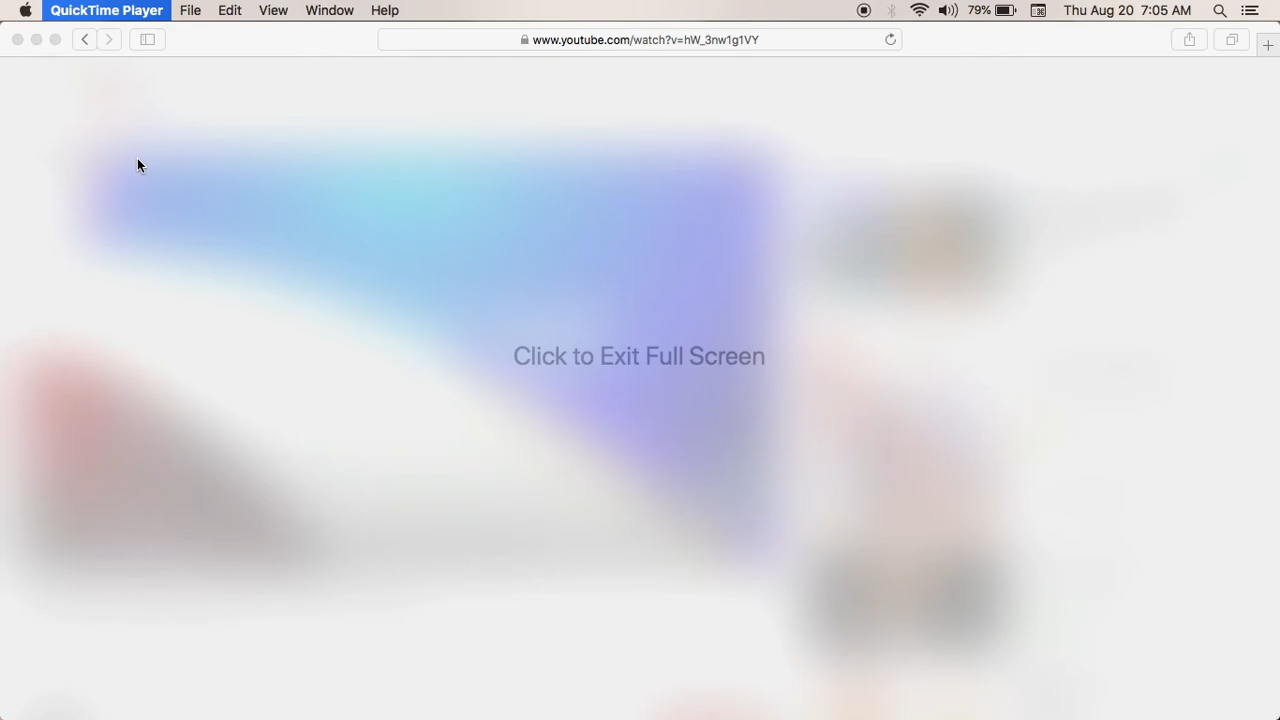 QuickTime Player File Edit View Window Help 79% Thu Aug 20 7:05 AM
www.youtube.com/watch?v=hW_3nw1g1VY
Click to Exit Full Screen